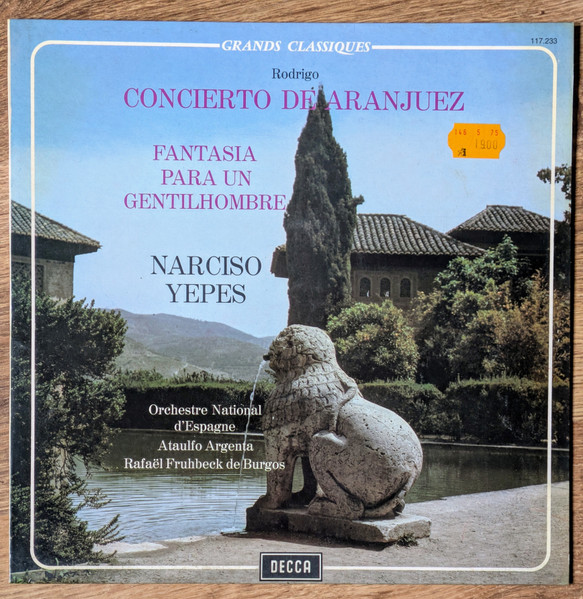 GRANDS CLASSIQUES
117.233
Rodrigo
CONCIERTO DE ARANJUEZ
FANTASIA
PARA UN
GENTILHOMBRE
NARCISO
YEPES
Orchestre National
d'Espagne
Ataulfo Argenta
Rafaël Fruhbeck de Burgos
DECCA